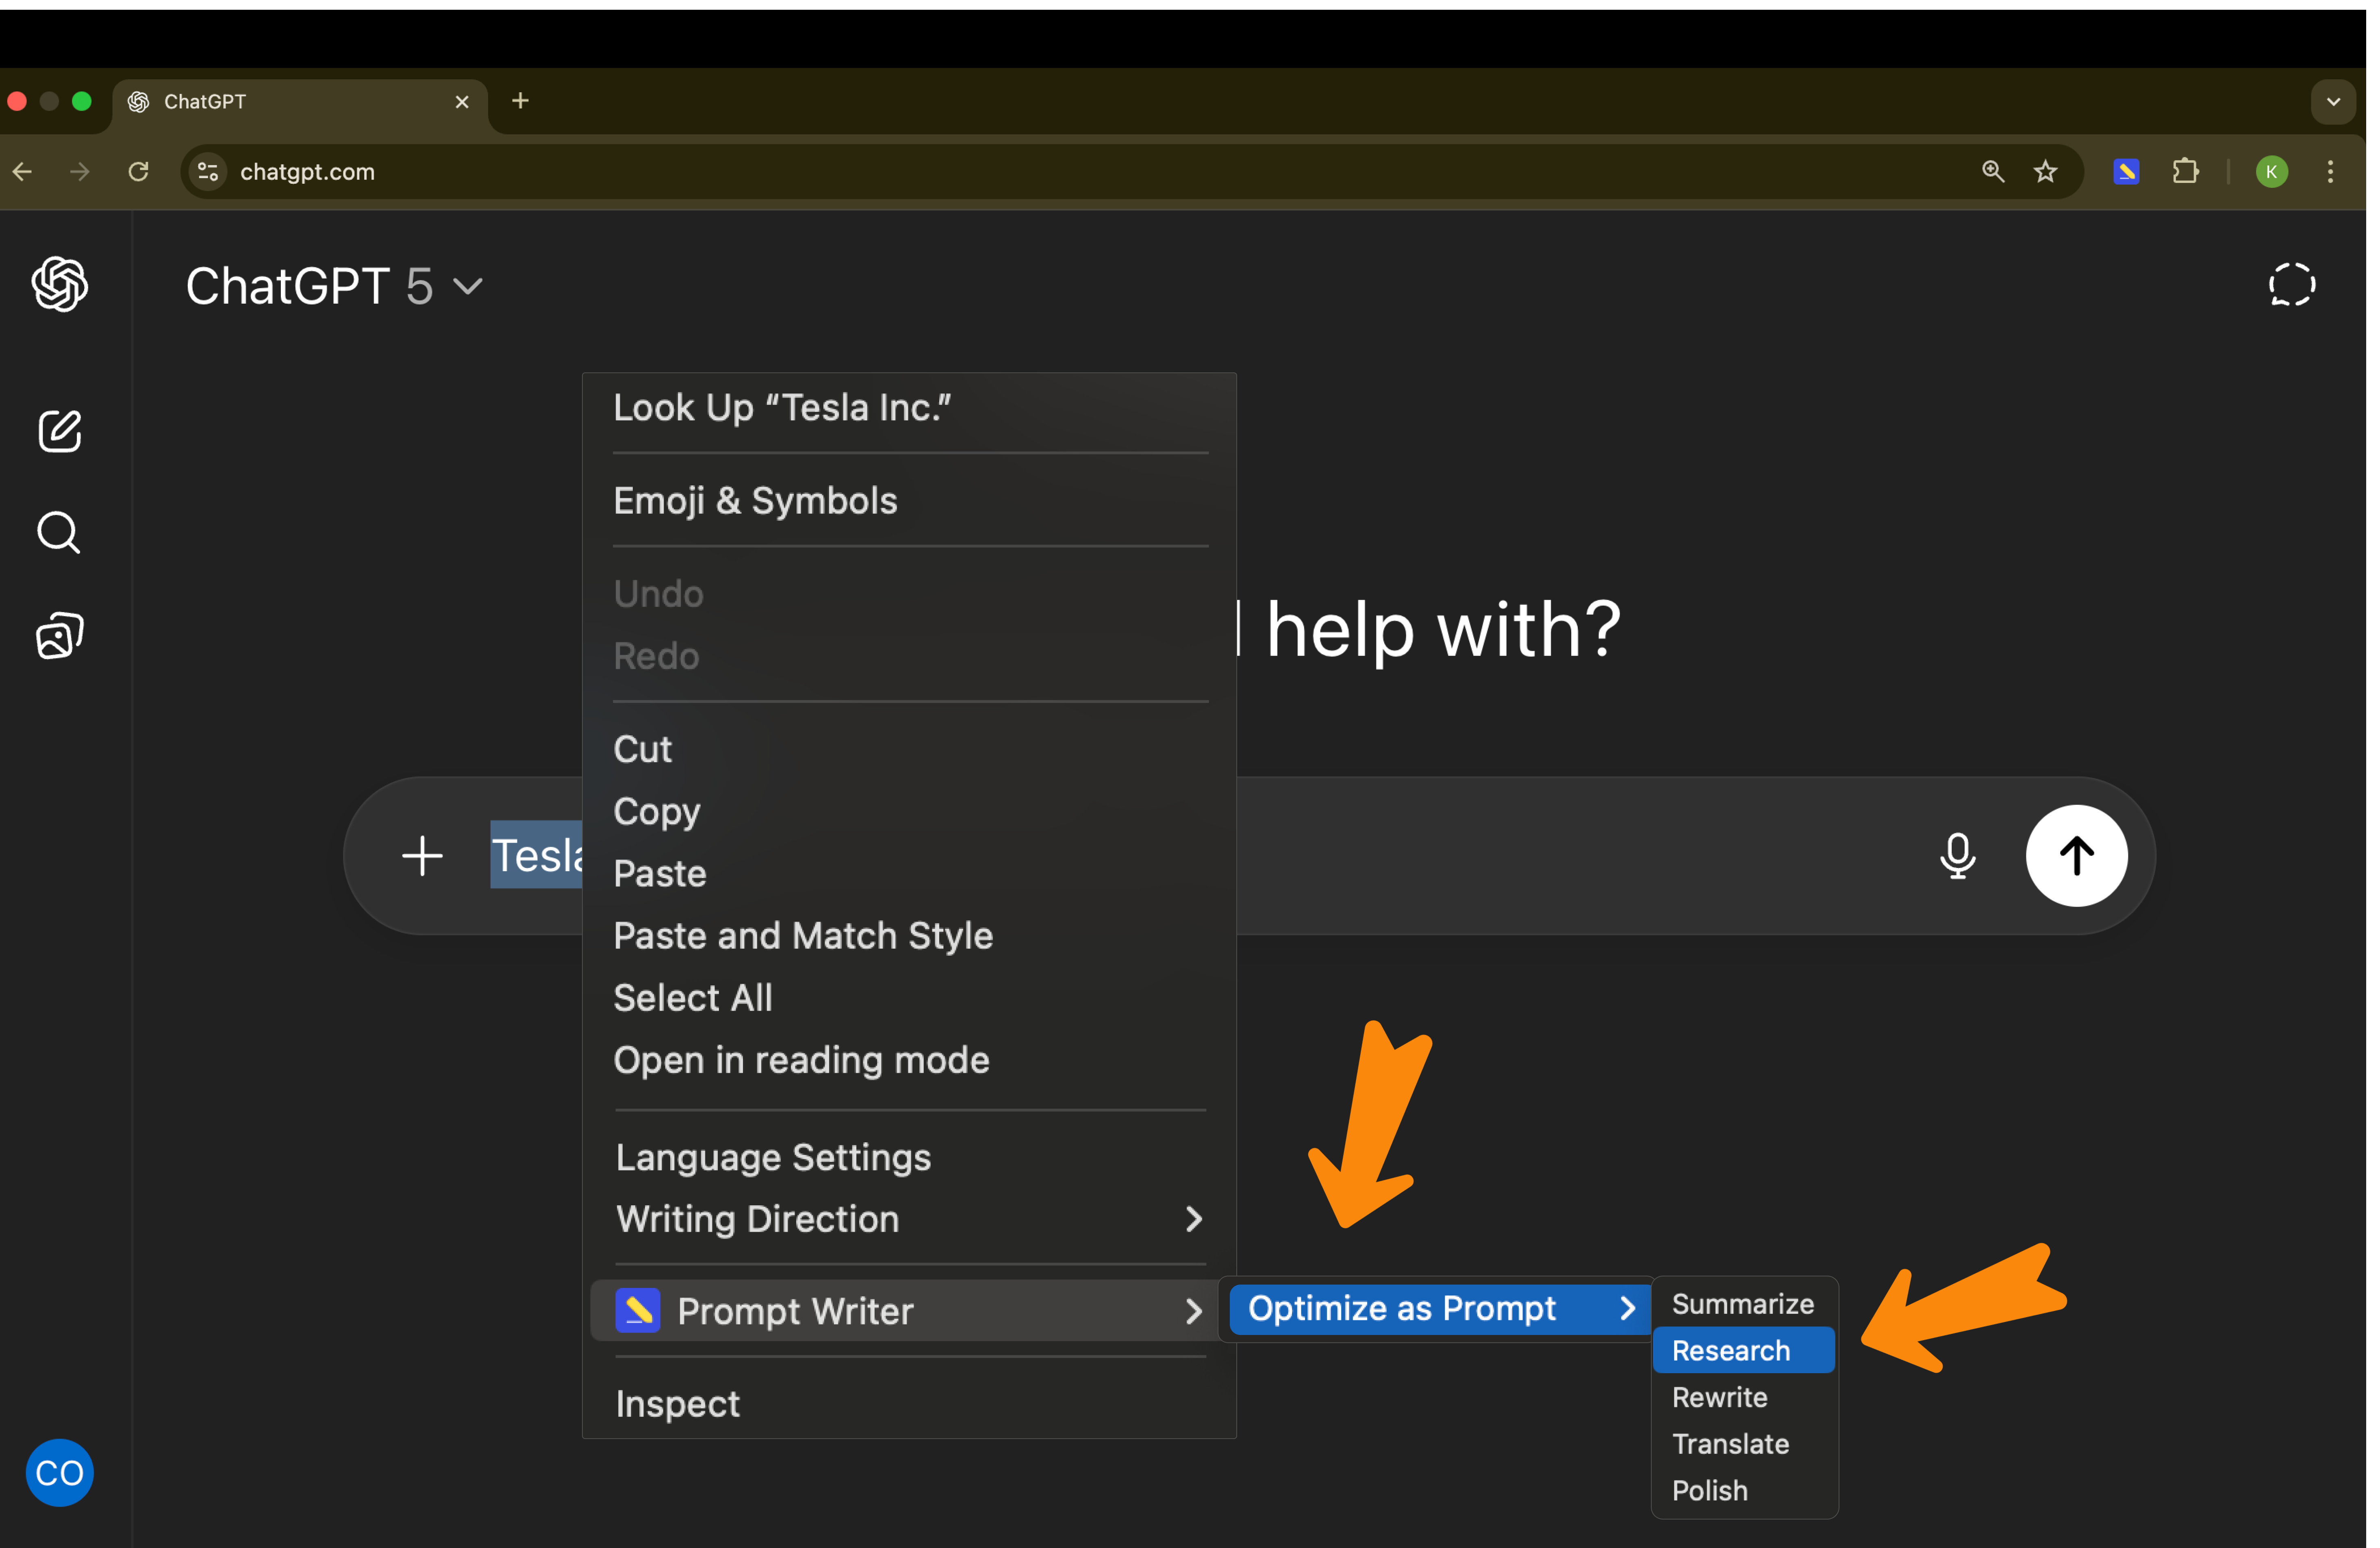 ChatGPT
chatgpt.com
K
ChatGPT 5
Look Up “Tesla Inc.”
Emoji & Symbols
Undo
Redo
help with?
Cut
Copy
Tesla
Paste
Paste and Match Style
Select All
Open in reading mode
Language Settings
Writing Direction
Prompt Writer
Optimize as Prompt
Summarize
Research
Rewrite
Translate
Polish
Inspect
CO